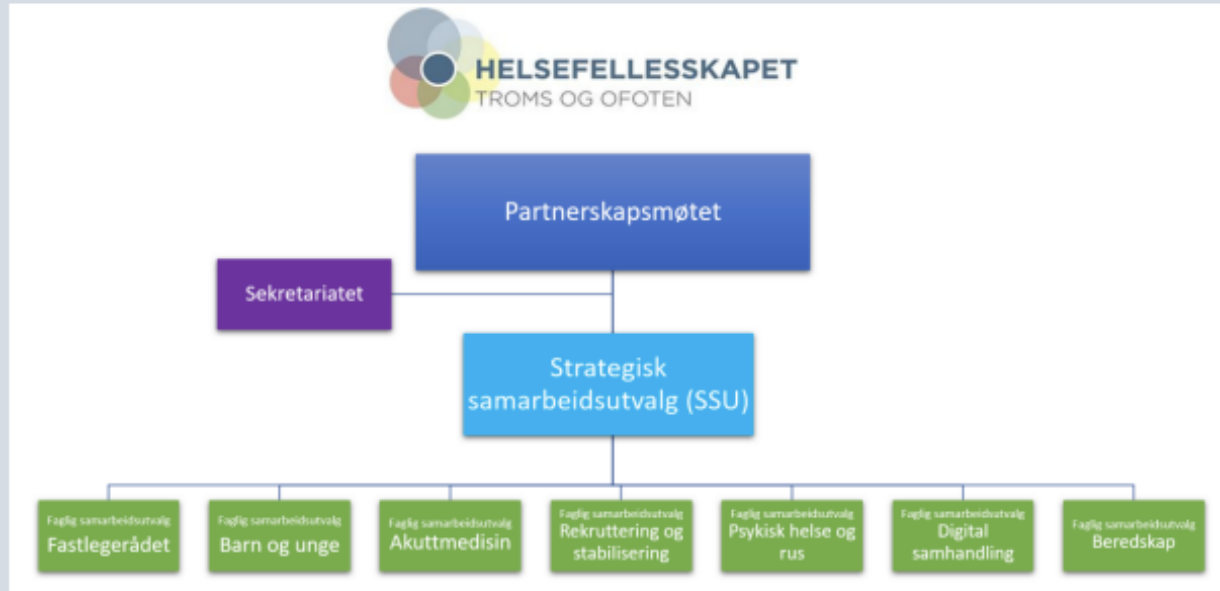 HELSEFELLESSKAPET
TROMS OG OFOTEN
Partnerskapsmøtet
Sekretariatet
Strategisk
samarbeidsutvalg (SSU)
Faglig samarbeidsutvalg
Fastlegerådet
Faglig samarbeidsutvalg
Barn og unge
Faglig samarbeidsutvalg
Akuttmedisin
Faglig samarbeidsutvalg
Rekruttering og
stabilisering
Faglig samarbeidsutvalg
Psykisk helse og
rus
Faglig samarbeidsutvalg
Digital
samhandling
Faglig samarbeidsutvalg
Beredskap